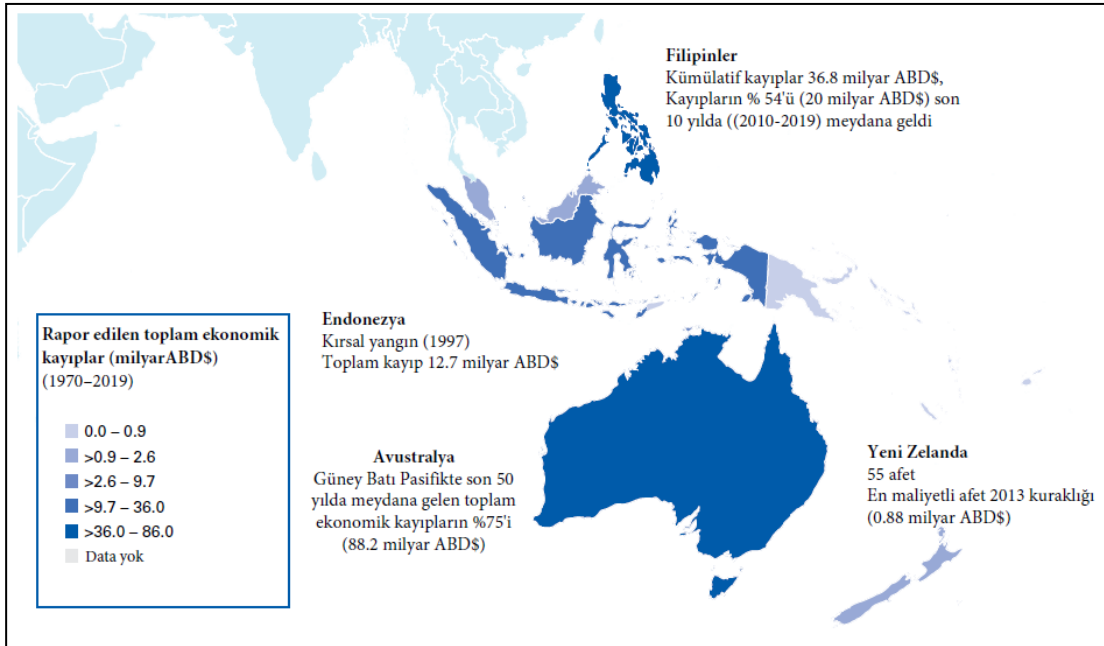 Filipinler
Kümülatif kayıplar 36.8 milyar ABD$,
Kayıpların % 54'ü (20 milyar ABD$) son
10 yılda ((2010-2019) meydana geldi
Endonezya
Kırsal yangın (1997)
Toplam kayıp 12.7 milyar ABD$
Rapor edilen toplam ekonomik
kayıplar (milyarABD$)
(1970–2019)
0.0 – 0.9
>0.9 – 2.6
>2.6 – 9.7
>9.7 – 36.0
>36.0 – 86.0
Data yok
Avustralya
Güney Batı Pasifikte son 50
yılda meydana gelen toplam
ekonomik kayıpların %75'i
(88.2 milyar ABD$)
Yeni Zelanda
55 afet
En maliyetli afet 2013 kuraklığı
(0.88 milyar ABD$)